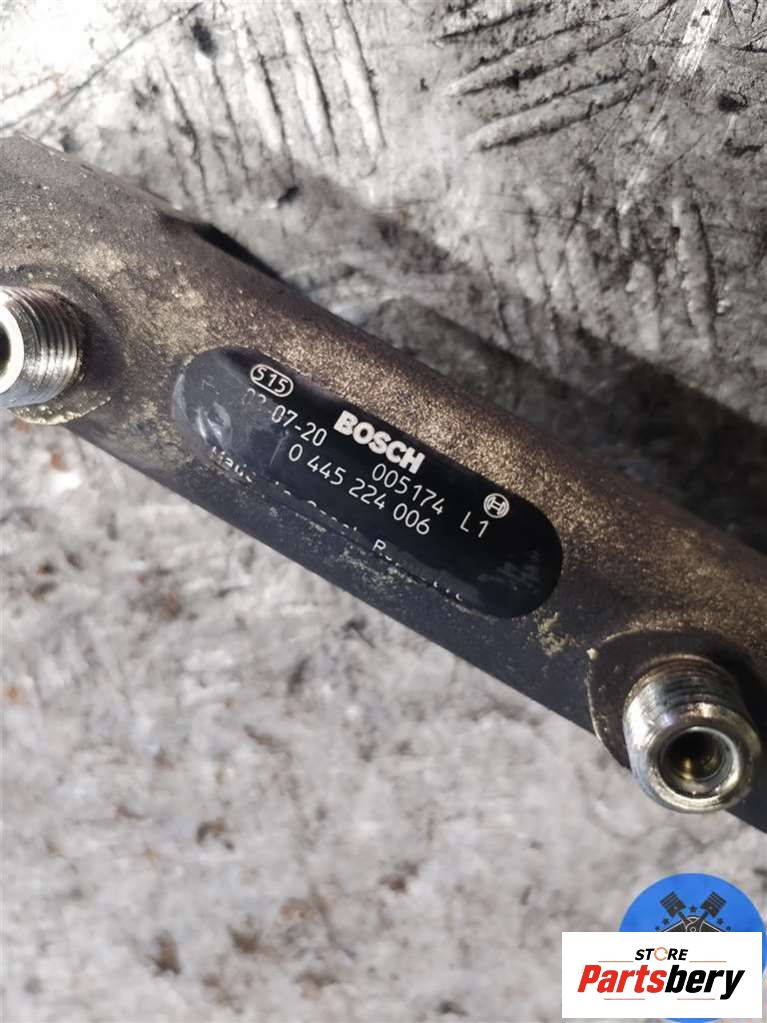 515
07-20 BOSCH
005174 L1
0 445 224 006
STORE
Partsbery